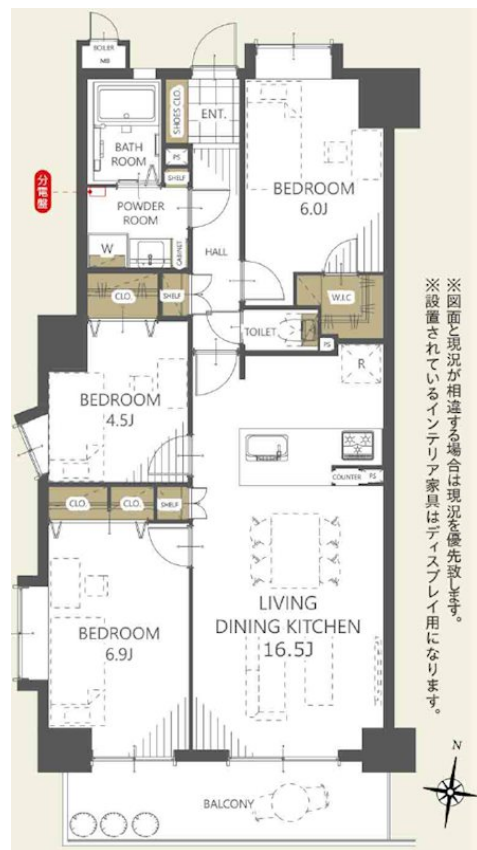 BOILER
MB
ENT.
SHOES CLO.
BATH
ROOM
PS
SHELF
分電盤
POWDER
ROOM
W
CABINET
HALL
BEDROOM
6.0J
W.I.C
CLO.
SHELF
TOILET
PS
R
BEDROOM
4.5J
COUNTER
PS
CLO.
CLO.
SHELF
BEDROOM
6.9J
LIVING
DINING KITCHEN
16.5J
BALCONY
N
※図面と現況が相違する場合は現況を優先致します。
※設置されているインテリア家具はディスプレイ用になります。